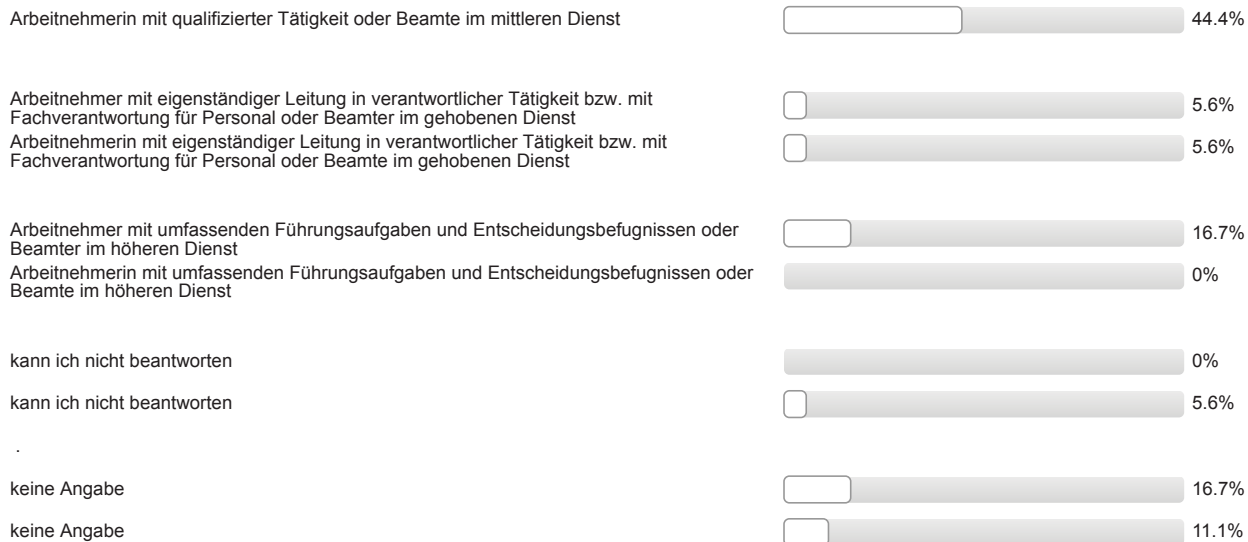 Arbeitnehmerin mit qualifizierter Tätigkeit oder Beamte im mittleren Dienst 44.4%
Arbeitnehmer mit eigenständiger Leitung in verantwortlicher Tätigkeit bzw. mit
Fachverantwortung für Personal oder Beamter im gehobenen Dienst 5.6%
Arbeitnehmerin mit eigenständiger Leitung in verantwortlicher Tätigkeit bzw. mit
Fachverantwortung für Personal oder Beamte im gehobenen Dienst 5.6%
Arbeitnehmer mit umfassenden Führungsaufgaben und Entscheidungsbefugnissen oder
Beamter im höheren Dienst 16.7%
Arbeitnehmerin mit umfassenden Führungsaufgaben und Entscheidungsbefugnissen oder
Beamte im höheren Dienst 0%
kann ich nicht beantworten 0%
kann ich nicht beantworten 5.6%
.
keine Angabe 16.7%
keine Angabe 11.1%